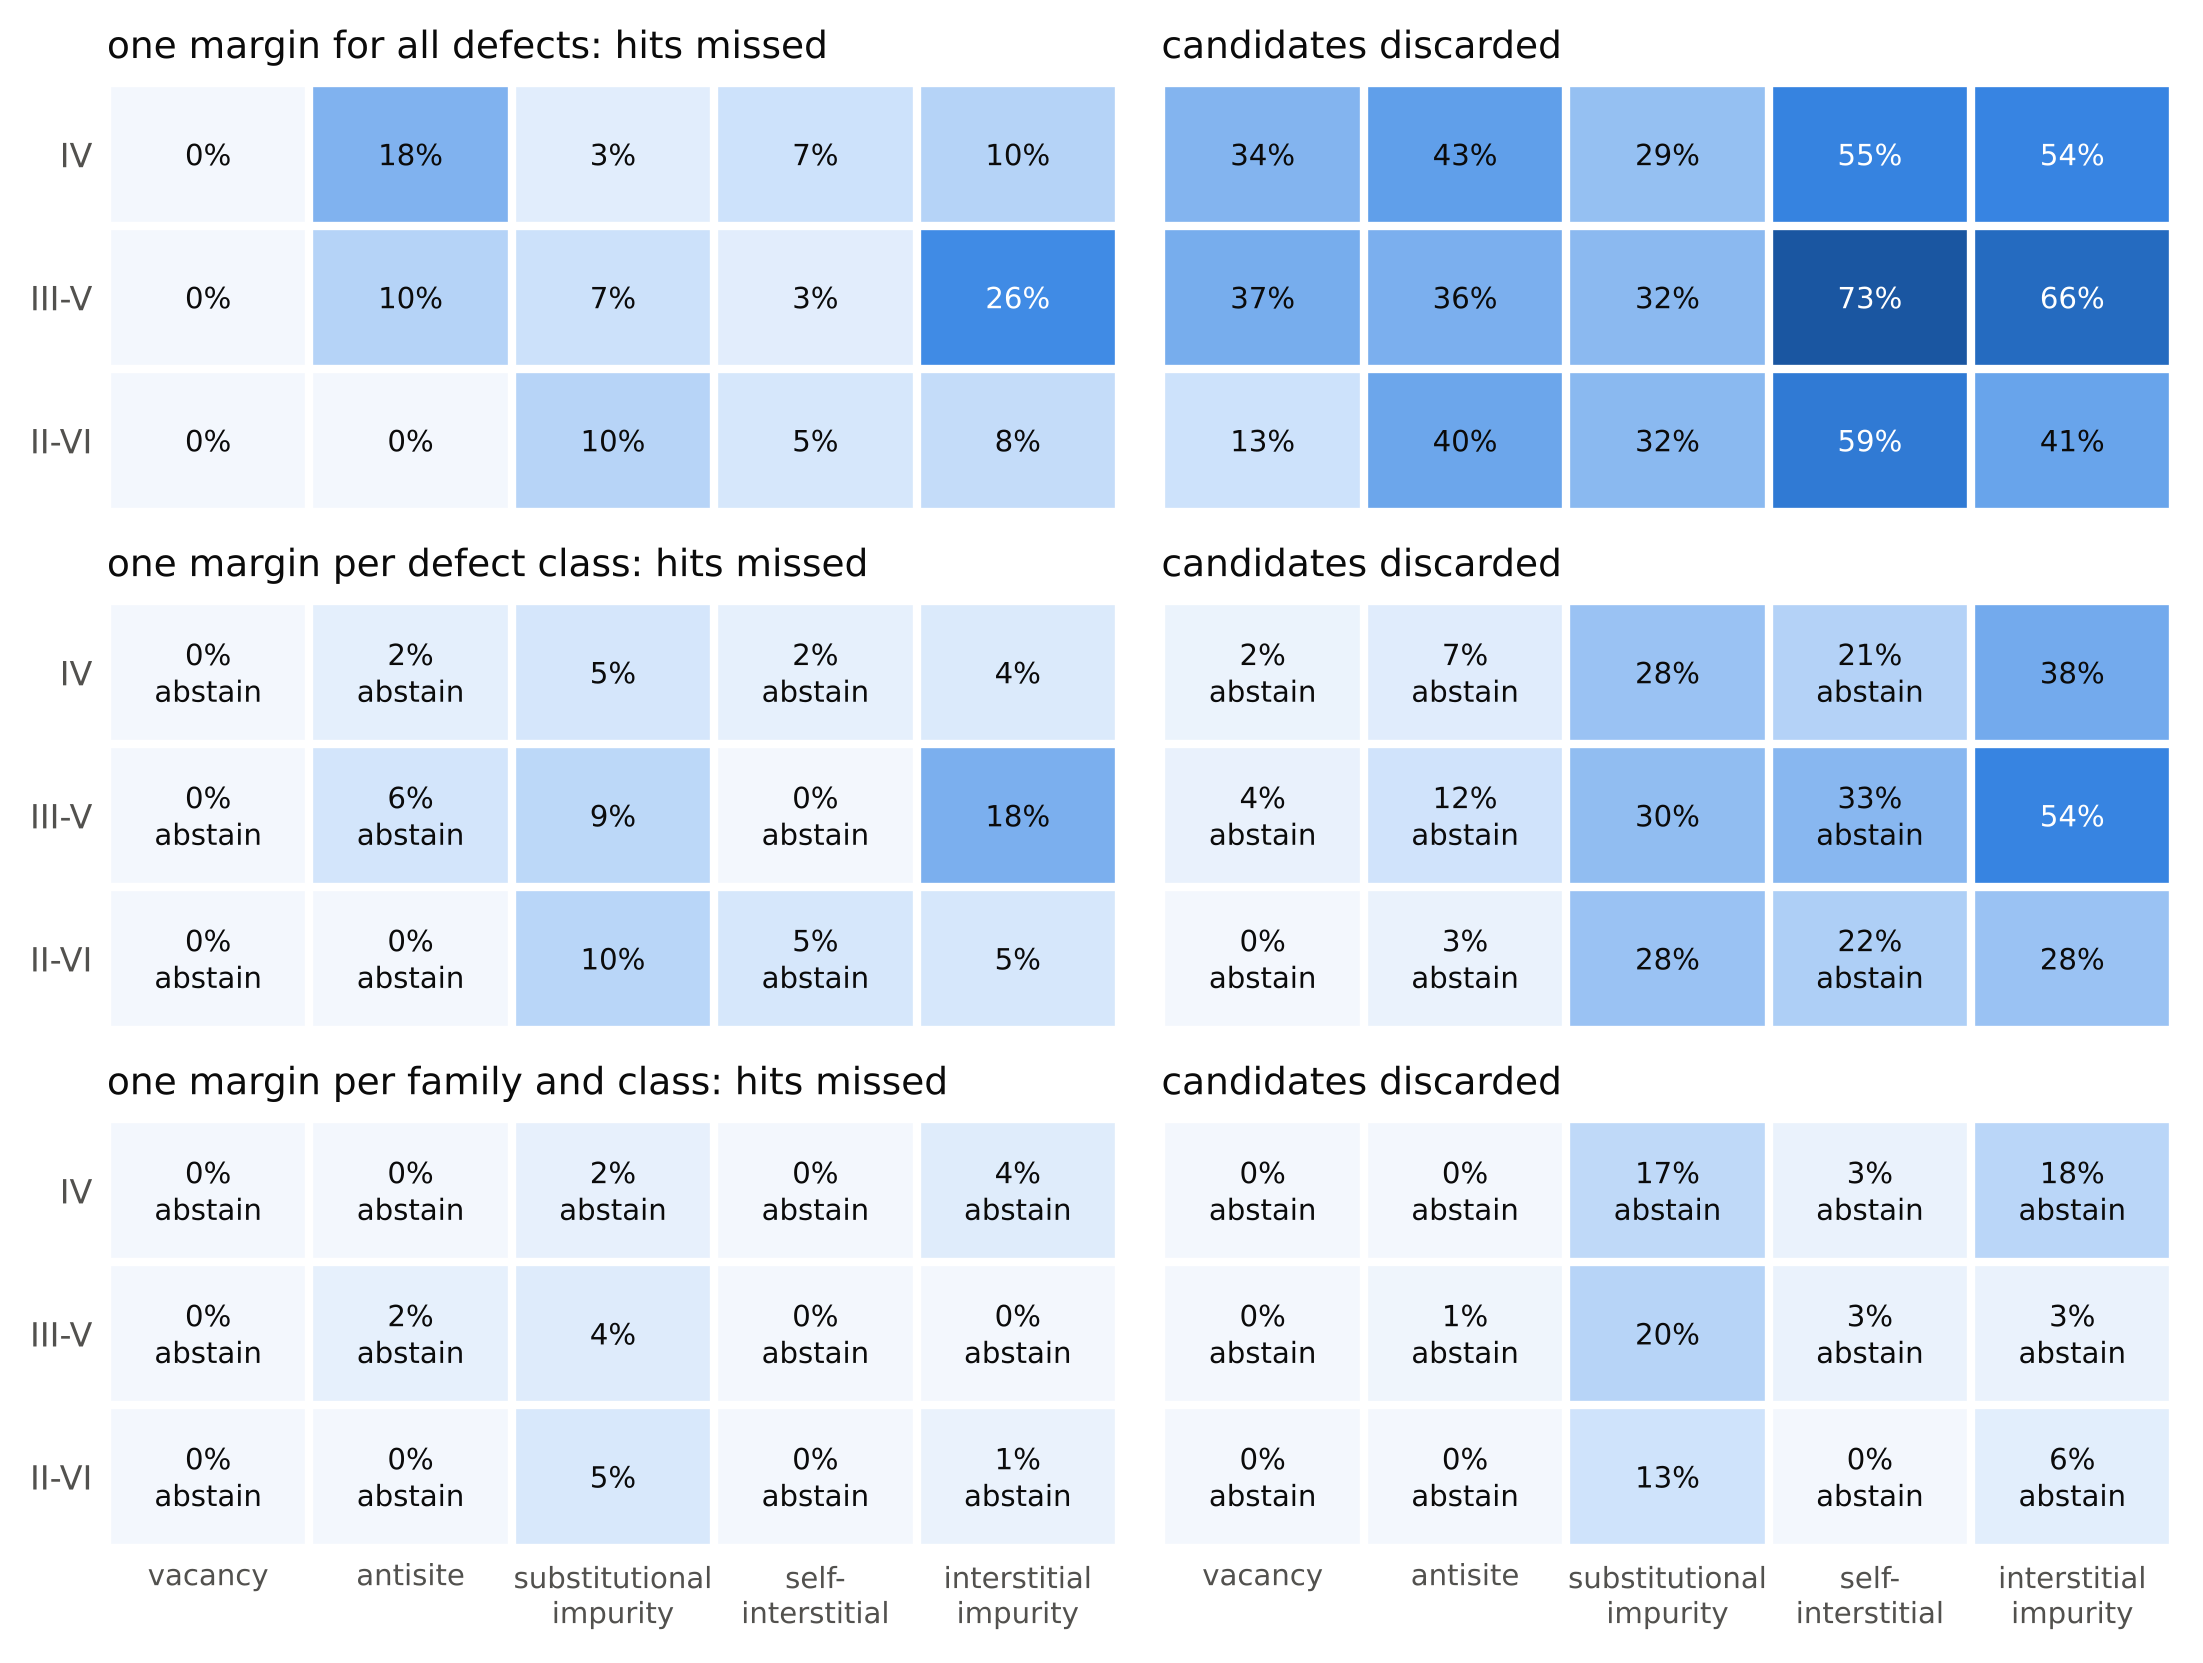 one margin for all defects: hits missed
candidates discarded
IV
0% 18% 3% 7% 10%
34% 43% 29% 55% 54%
III-V
0% 10% 7% 3% 26%
37% 36% 32% 73% 66%
II-VI
0% 0% 10% 5% 8%
13% 40% 32% 59% 41%
one margin per defect class: hits missed
candidates discarded
IV
0% abstain
2% abstain
5%
2% abstain
4%
2% abstain
7% abstain
28%
21% abstain
38%
III-V
0% abstain
6% abstain
9%
0% abstain
18%
4% abstain
12% abstain
30%
33% abstain
54%
II-VI
0% abstain
0% abstain
10%
5% abstain
5%
0% abstain
3% abstain
28%
22% abstain
28%
one margin per family and class: hits missed
candidates discarded
IV
0% abstain
0% abstain
2% abstain
0% abstain
4% abstain
0% abstain
0% abstain
17% abstain
3% abstain
18% abstain
III-V
0% abstain
2% abstain
4%
0% abstain
0% abstain
0% abstain
1% abstain
20%
3% abstain
3% abstain
II-VI
0% abstain
0% abstain
5%
0% abstain
1% abstain
0% abstain
0% abstain
13%
0% abstain
6% abstain
vacancy
antisite
substitutional
impurity
self-
interstitial
interstitial
impurity
vacancy
antisite
substitutional
impurity
self-
interstitial
interstitial
impurity